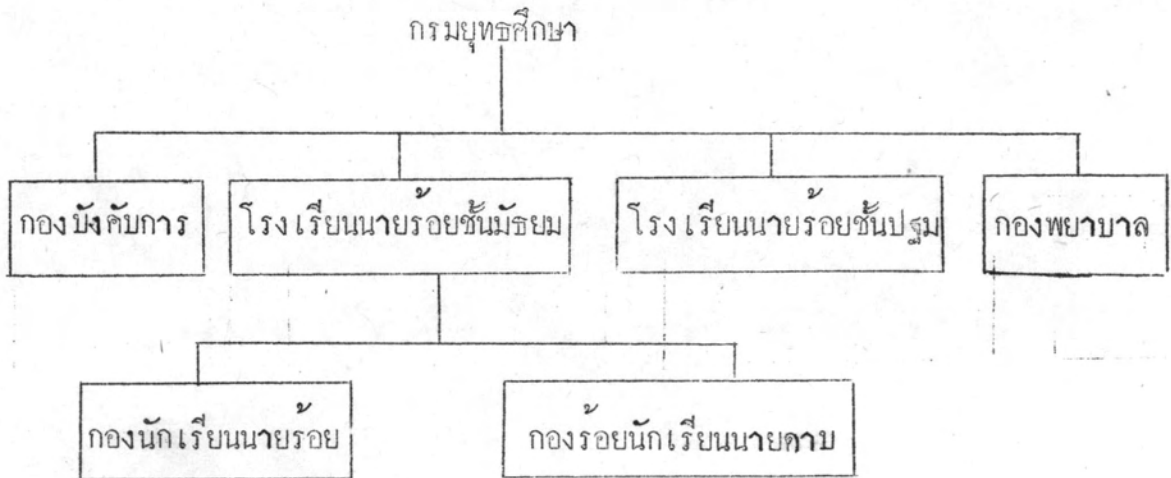 กรมยุทธศึกษา
กองบังคับการ
โรงเรียนนายร้อยชั้นมัธยม
โรงเรียนนายร้อยชั้นปฐม
กองพยาบาล
กองนักเรียนนายร้อย
กองร้อยนักเรียนนายดาบ